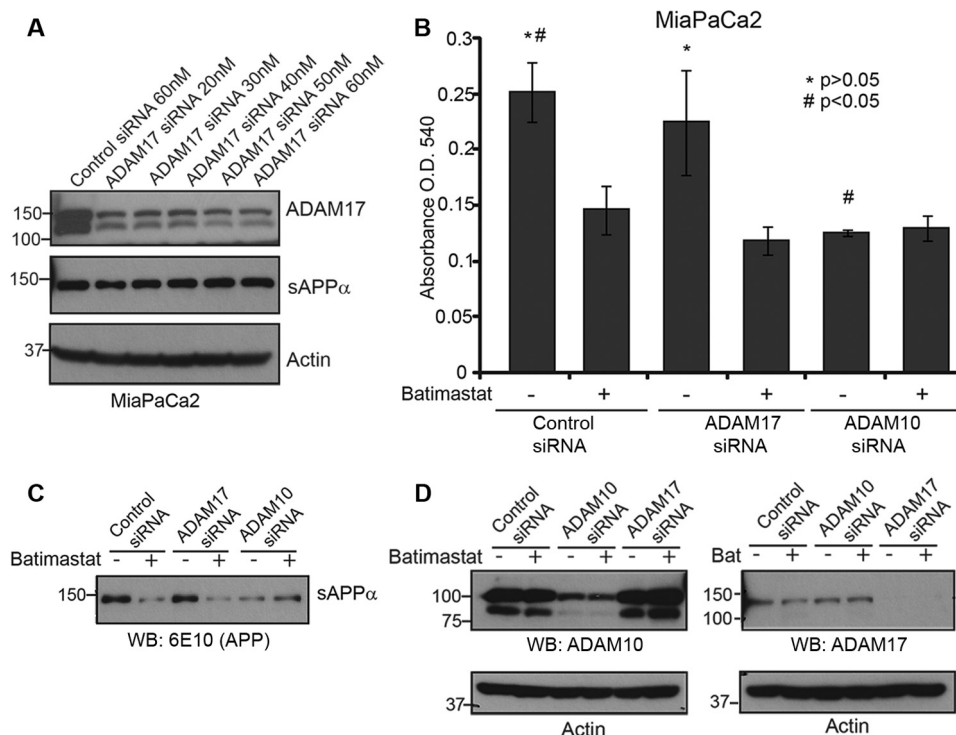 A
Control siRNA 60nM
ADAM17 siRNA 20nM
ADAM17 siRNA 30nM
ADAM17 siRNA 40nM
ADAM17 siRNA 50nM
ADAM17 siRNA 60nM
150
100
ADAM17
150
sAPPα
37
Actin
MiaPaCa2
B
MiaPaCa2
Absorbance O.D. 540
0.3
0.25
0.2
0.15
0.1
0.05
0
*#
*
#
* p>0.05
# p<0.05
Batimastat - + - + - +
Control siRNA
ADAM17 siRNA
ADAM10 siRNA
C
Control siRNA
ADAM17 siRNA
ADAM10 siRNA
Batimastat - + - + - +
150
sAPPα
WB: 6E10 (APP)
D
Control siRNA
ADAM10 siRNA
ADAM17 siRNA
Batimastat - + - + - +
100
75
WB: ADAM10
37
Actin
Control siRNA
ADAM10 siRNA
ADAM17 siRNA
Bat - + - + - +
150
100
WB: ADAM17
37
Actin